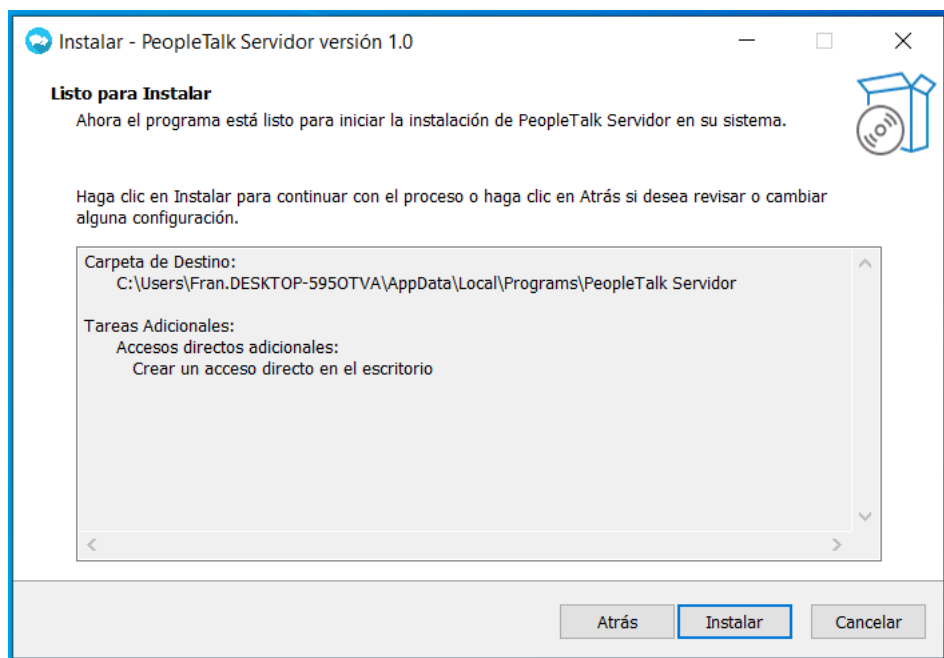 Instalar - PeopleTalk Servidor versión 1.0
Listo para Instalar
Ahora el programa está listo para iniciar la instalación de PeopleTalk Servidor en su sistema.
Haga clic en Instalar para continuar con el proceso o haga clic en Atrás si desea revisar o cambiar
alguna configuración.
Carpeta de Destino:
C:\Users\Fran.DESKTOP-595OTVA\AppData\Local\Programs\PeopleTalk Servidor
Tareas Adicionales:
Accesos directos adicionales:
Crear un acceso directo en el escritorio
Atrás
Instalar
Cancelar